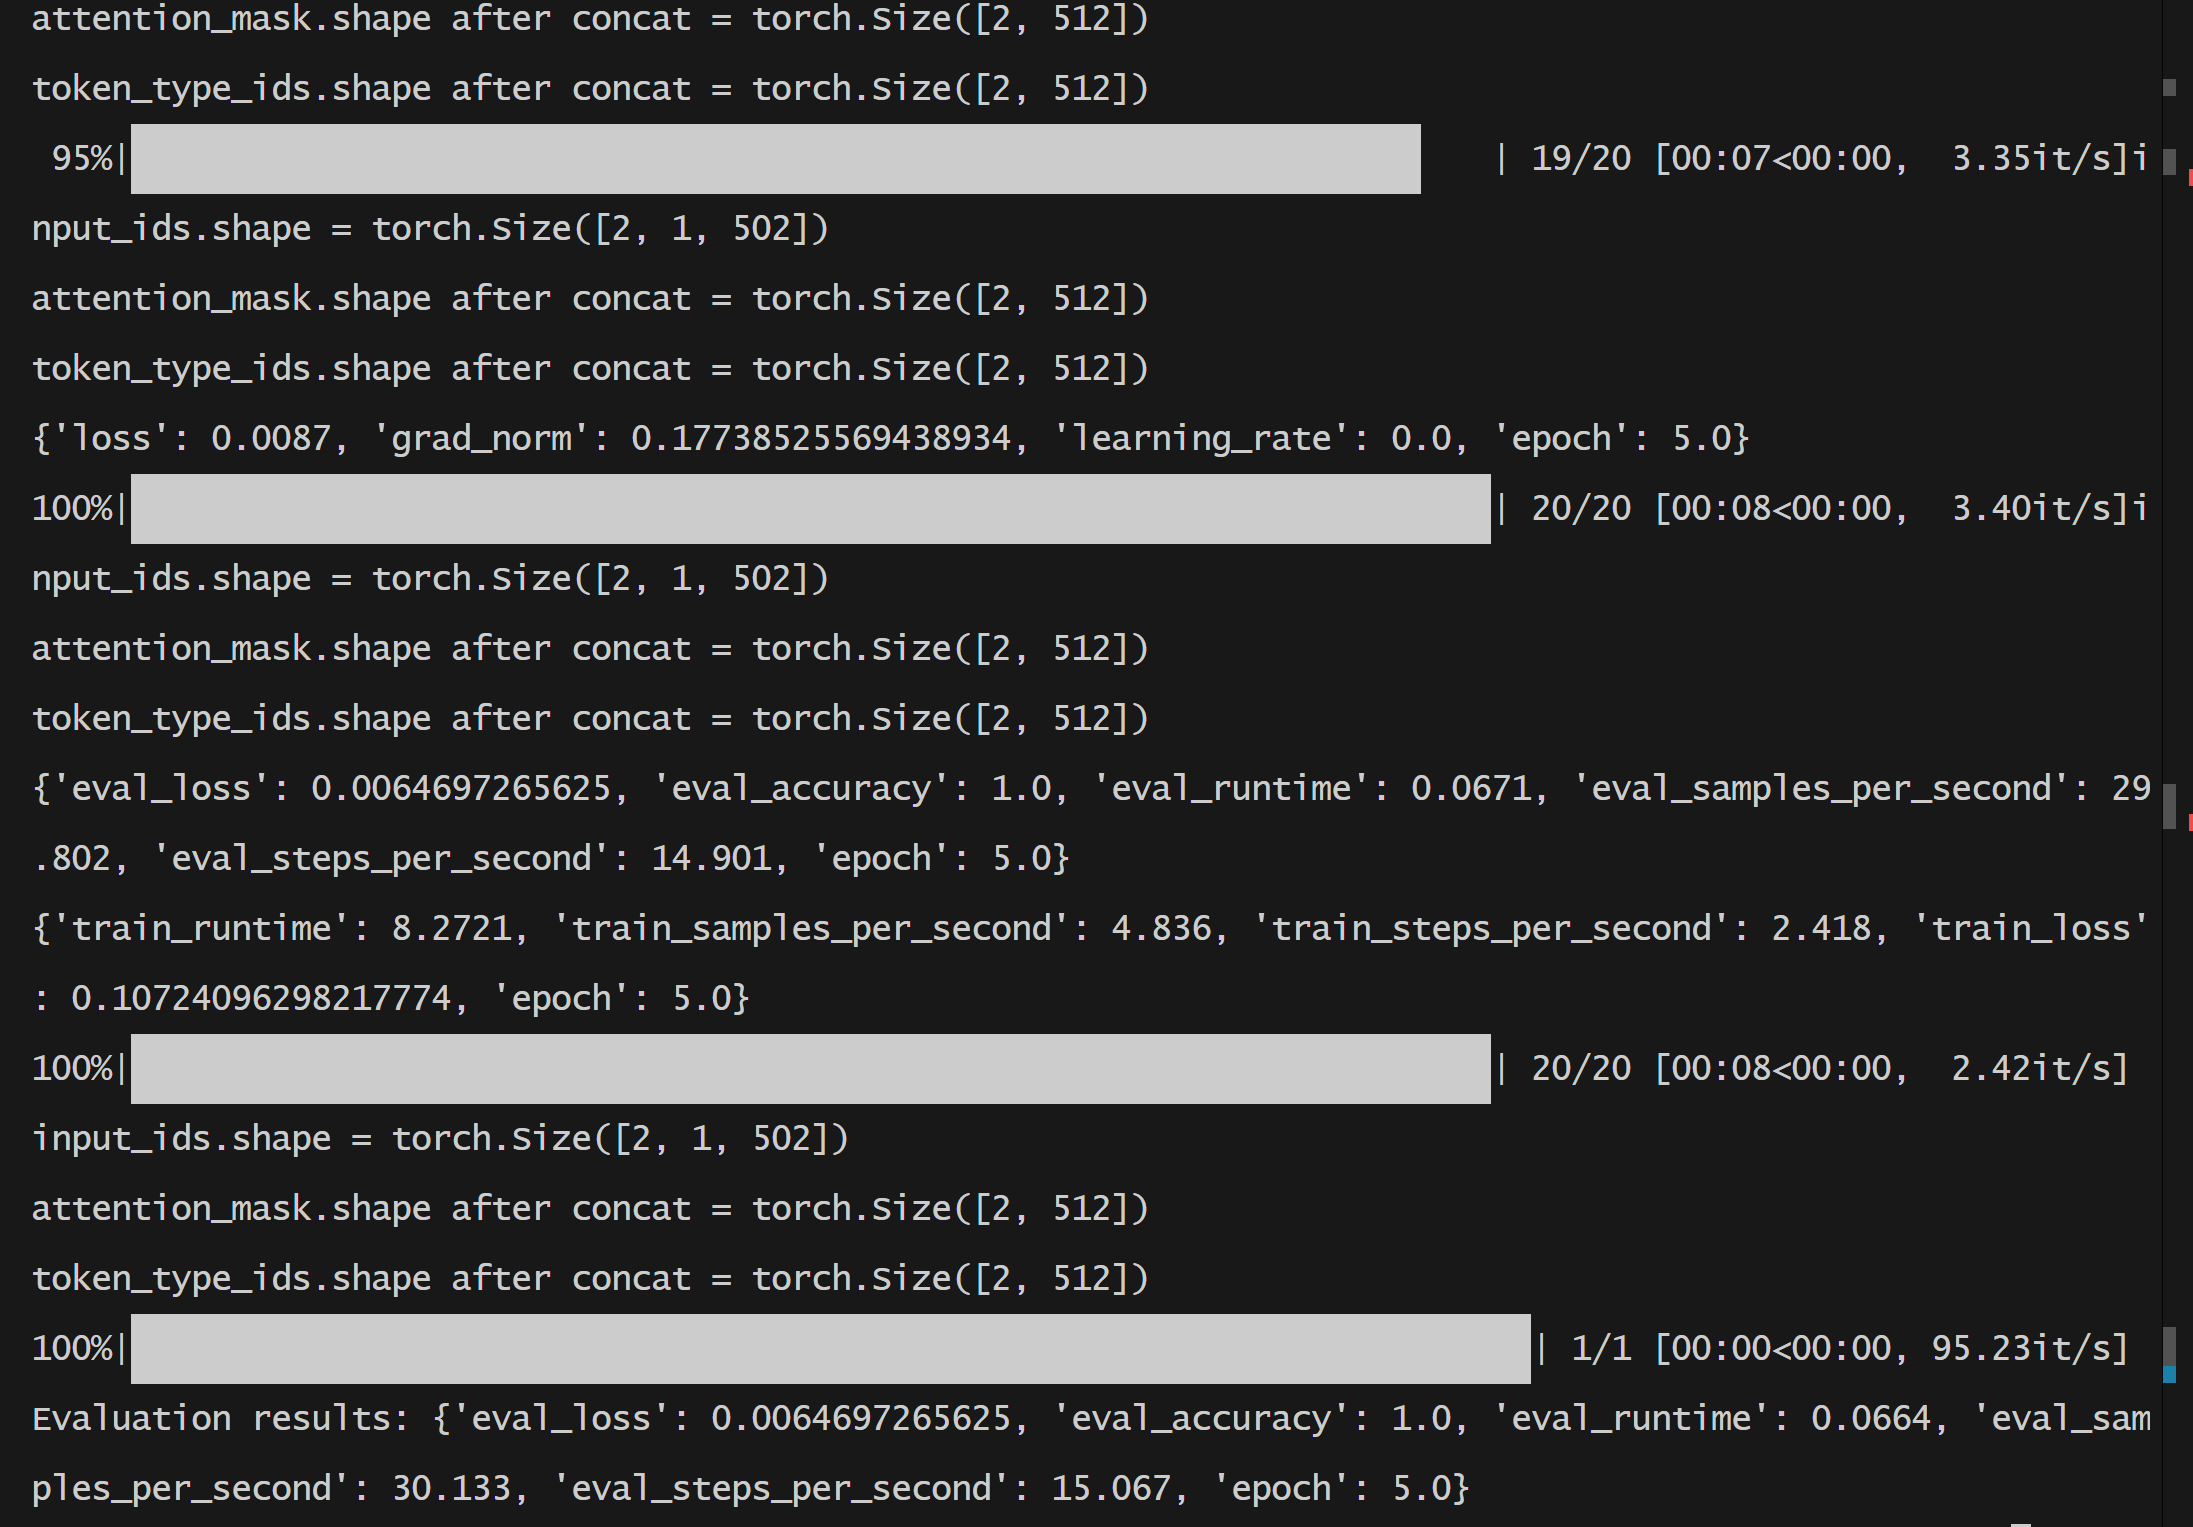 attention_mask.shape after concat = torch.Size([2, 512])
token_type_ids.shape after concat = torch.Size([2, 512])
95%| | 19/20 [00:07<00:00, 3.35it/s]i
nput_ids.shape = torch.Size([2, 1, 502])
attention_mask.shape after concat = torch.Size([2, 512])
token_type_ids.shape after concat = torch.Size([2, 512])
{'loss': 0.0087, 'grad_norm': 0.17738525569438934, 'learning_rate': 0.0, 'epoch': 5.0}
100%| | 20/20 [00:08<00:00, 3.40it/s]i
nput_ids.shape = torch.Size([2, 1, 502])
attention_mask.shape after concat = torch.Size([2, 512])
token_type_ids.shape after concat = torch.Size([2, 512])
{'eval_loss': 0.0064697265625, 'eval_accuracy': 1.0, 'eval_runtime': 0.0671, 'eval_samples_per_second': 29
.802, 'eval_steps_per_second': 14.901, 'epoch': 5.0}
{'train_runtime': 8.2721, 'train_samples_per_second': 4.836, 'train_steps_per_second': 2.418, 'train_loss'
: 0.10724096298217774, 'epoch': 5.0}
100%| | 20/20 [00:08<00:00, 2.42it/s]
input_ids.shape = torch.Size([2, 1, 502])
attention_mask.shape after concat = torch.Size([2, 512])
token_type_ids.shape after concat = torch.Size([2, 512])
100%| | 1/1 [00:00<00:00, 95.23it/s]
Evaluation results: {'eval_loss': 0.0064697265625, 'eval_accuracy': 1.0, 'eval_runtime': 0.0664, 'eval_sam
ples_per_second': 30.133, 'eval_steps_per_second': 15.067, 'epoch': 5.0}